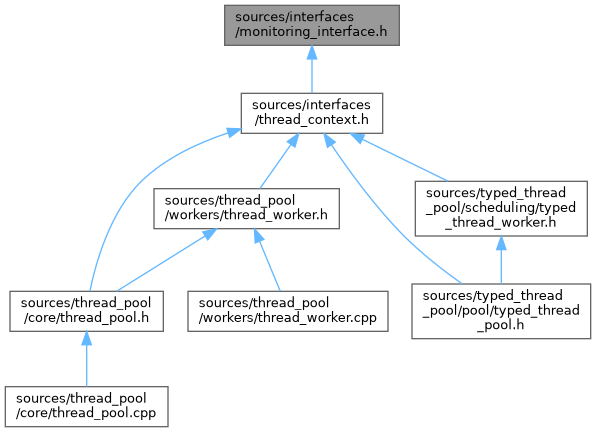 sources/interfaces
/monitoring_interface.h
sources/interfaces
/thread_context.h
sources/thread_pool
/workers/thread_worker.h
sources/typed_thread
_pool/scheduling/typed
_thread_worker.h
sources/thread_pool
/core/thread_pool.h
sources/thread_pool
/workers/thread_worker.cpp
sources/typed_thread
_pool/pool/typed_thread
_pool.h
sources/thread_pool
/core/thread_pool.cpp